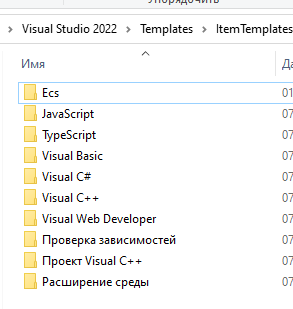 Упорядочить
Visual Studio 2022 > Templates > ItemTemplates
Имя
Да
Ecs
01
JavaScript
07
TypeScript
07
Visual Basic
07
Visual C#
07
Visual C++
07
Visual Web Developer
07
Проверка зависимостей
07
Проект Visual C++
07
Расширение среды
07